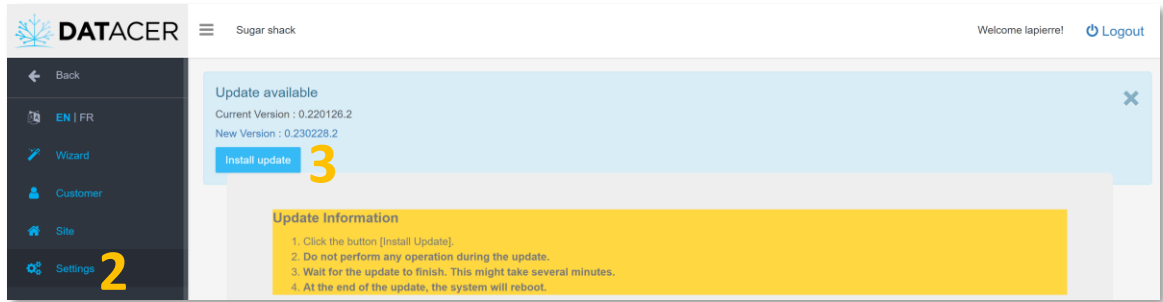 DATACER
Sugar shack
Welcome lapierre!
Logout
Back
EN | FR
Wizard
Customer
Site
Settings
2
Update available
Current Version : 0.220126.2
New Version : 0.230228.2
Install update
3
Update Information
1. Click the button [Install Update].
2. Do not perform any operation during the update.
3. Wait for the update to finish. This might take several minutes.
4. At the end of the update, the system will reboot.